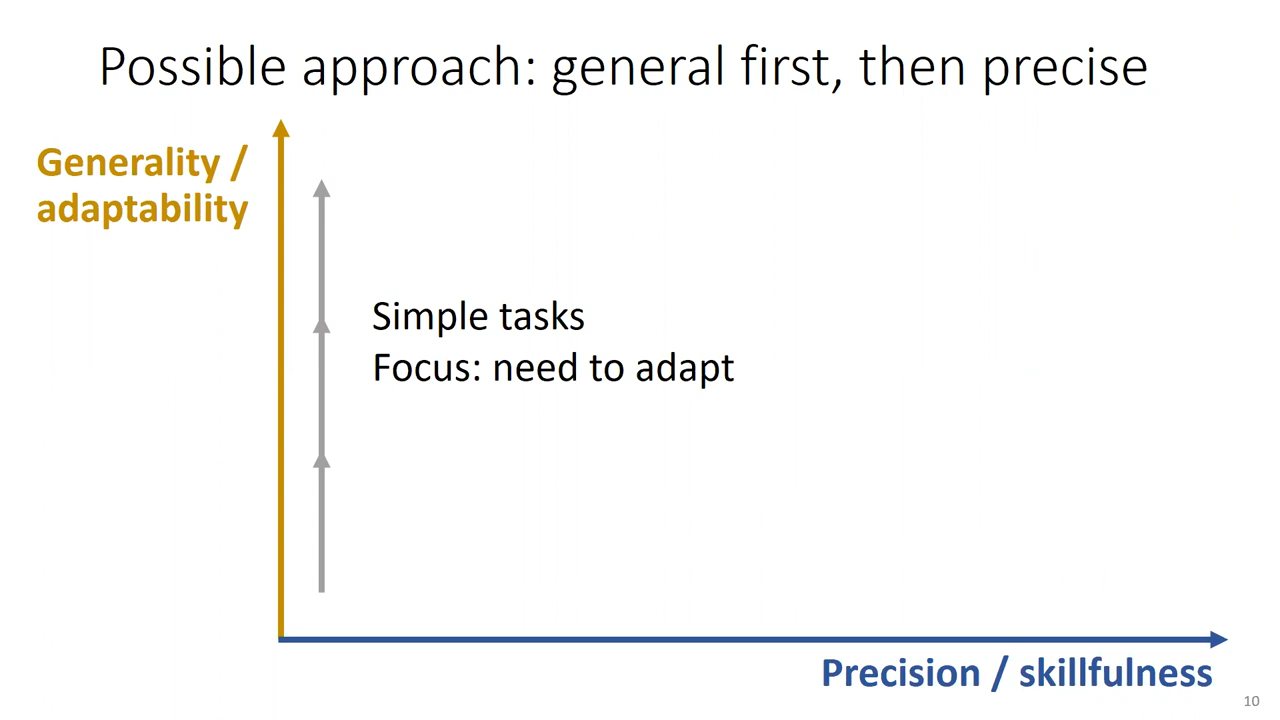 Possible approach: general first, then precise
Generality /
adaptability
Simple tasks
Focus: need to adapt
Precision / skillfulness
10